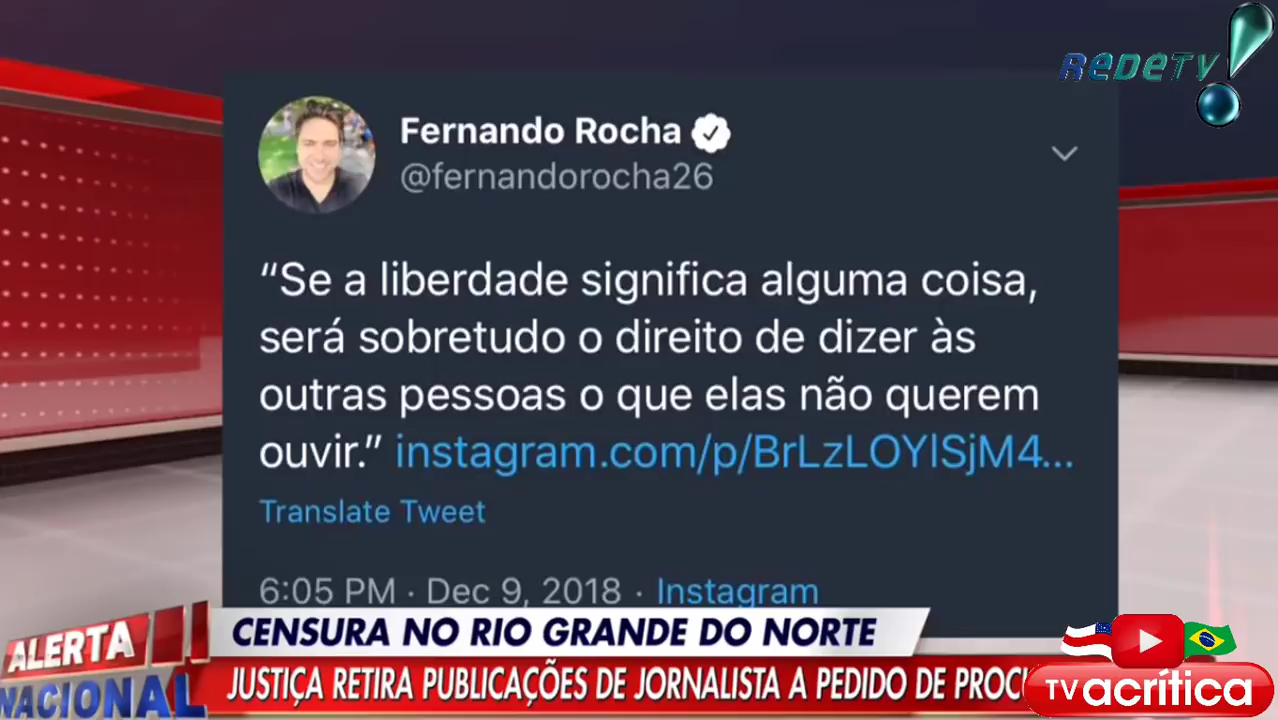 REDETV!
Fernando Rocha
@fernandorocha26
“Se a liberdade significa alguma coisa,
será sobretudo o direito de dizer às
outras pessoas o que elas não querem
ouvir.” instagram.com/p/BrLzLOYlSjM4...
Translate Tweet
6:05 PM · Dec 9, 2018 · Instagram
ALERTA
NACIONAL
CENSURA NO RIO GRANDE DO NORTE
JUSTIÇA RETIRA PUBLICAÇÕES DE JORNALISTA A PEDIDO DE
TV acrítica